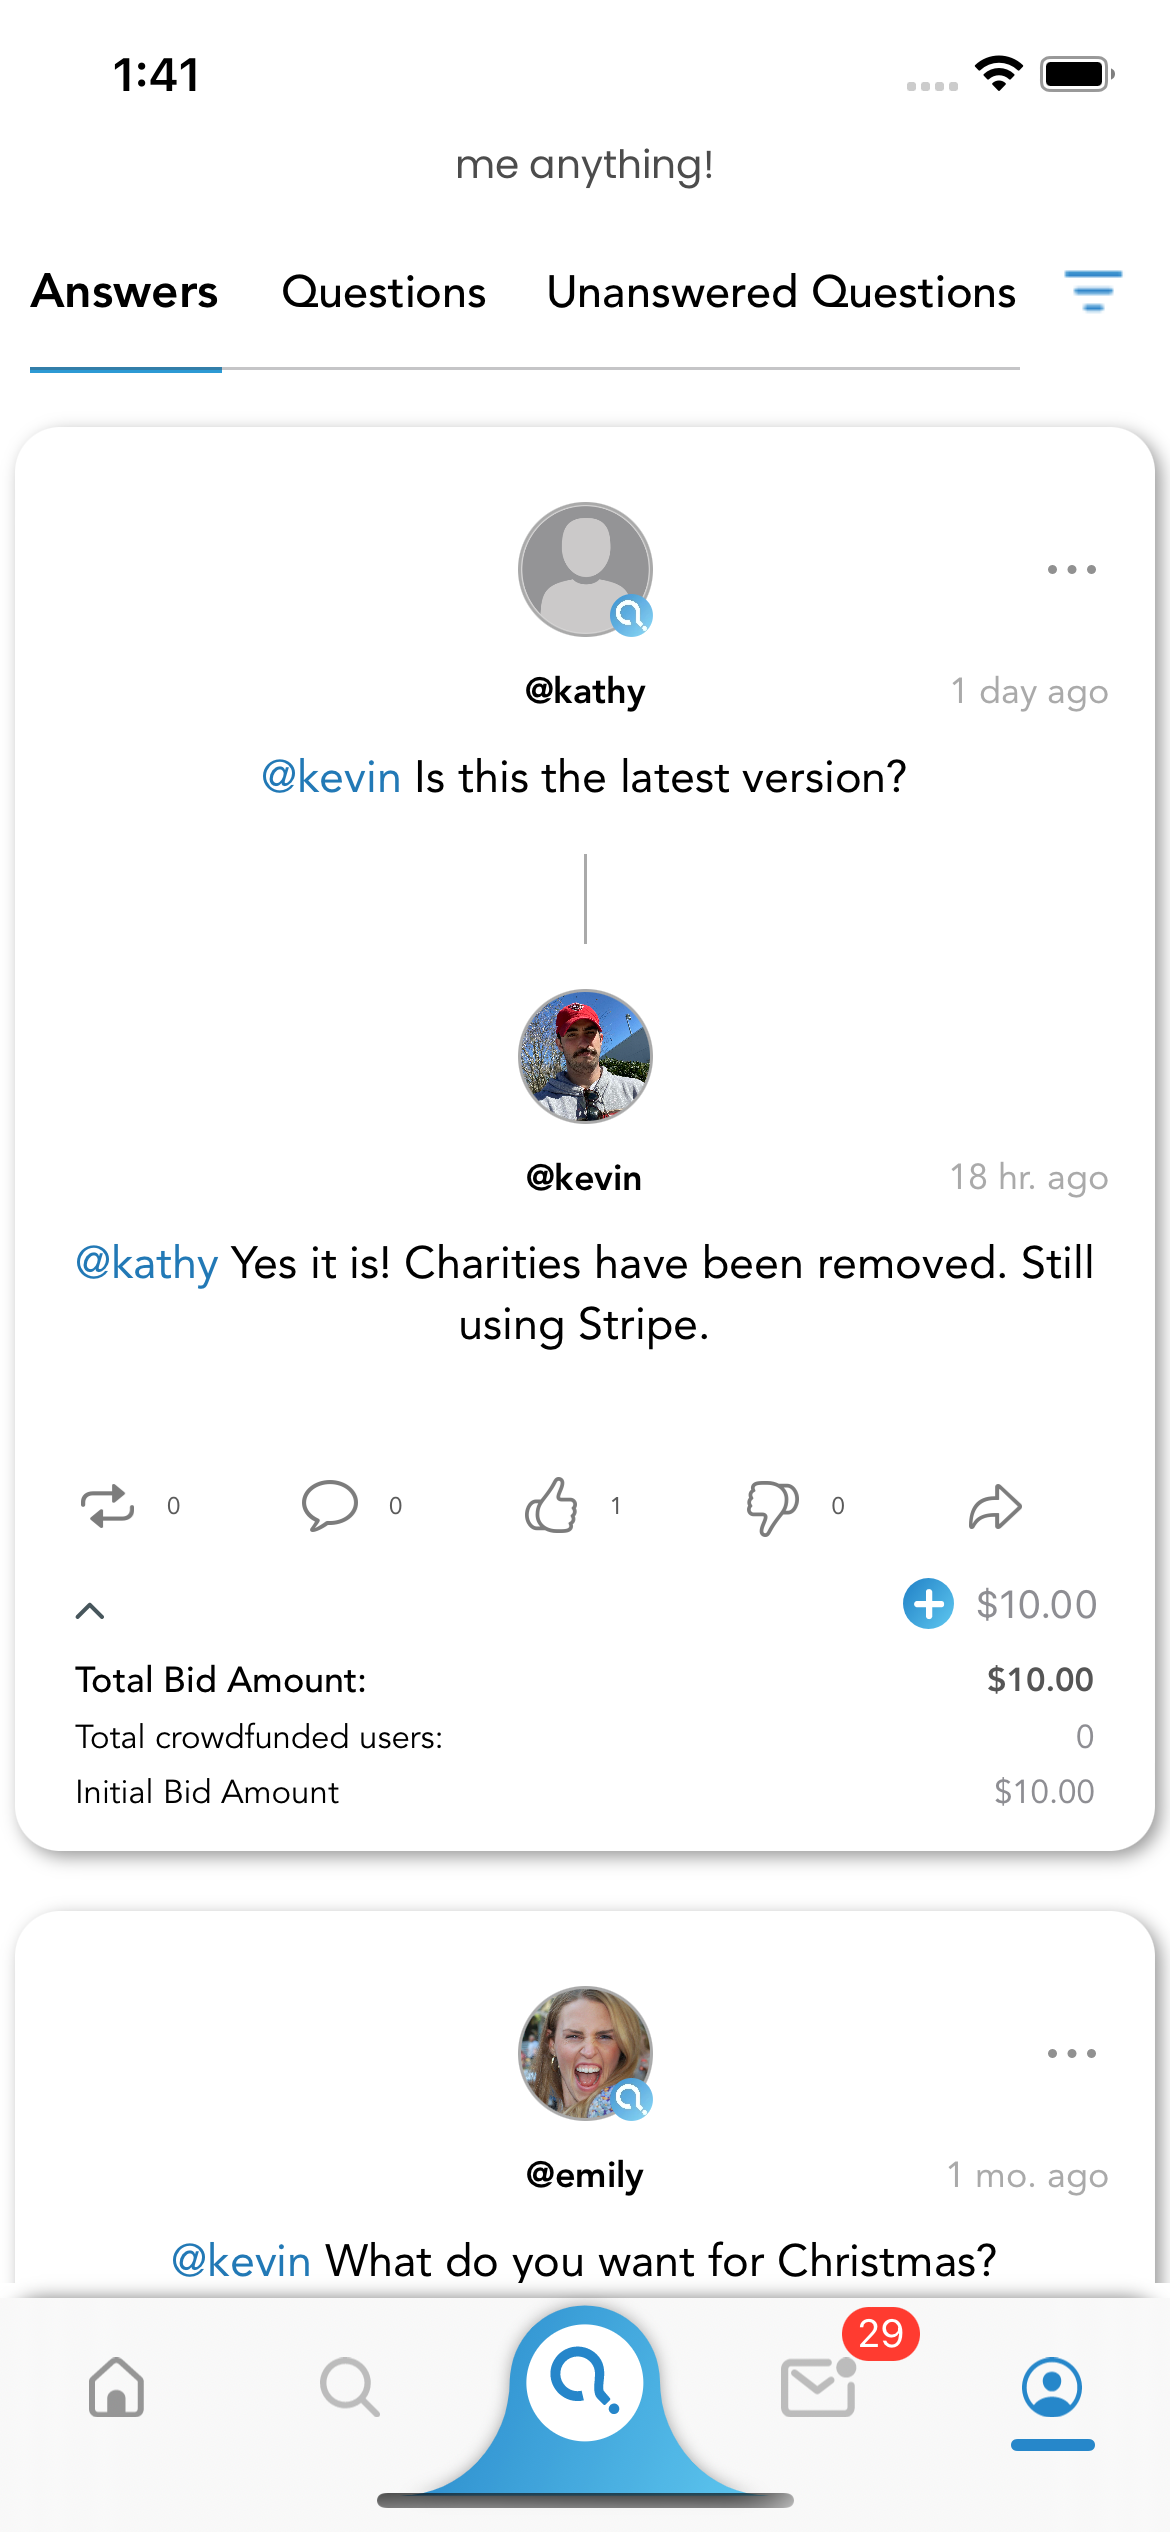 1:41
me anything!
Answers Questions Unanswered Questions
@kathy 1 day ago
@kevin Is this the latest version?
@kevin 18 hr. ago
@kathy Yes it is! Charities have been removed. Still
using Stripe.
0 0 1 0
$10.00
Total Bid Amount: $10.00
Total crowdfunded users: 0
Initial Bid Amount $10.00
@emily 1 mo. ago
@kevin What do you want for Christmas?
29